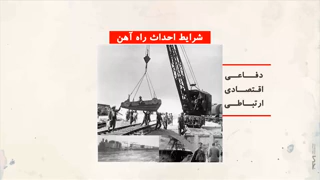 شرایط احداث راه آهن
دفاعی
اقتصادی
ارتباطی